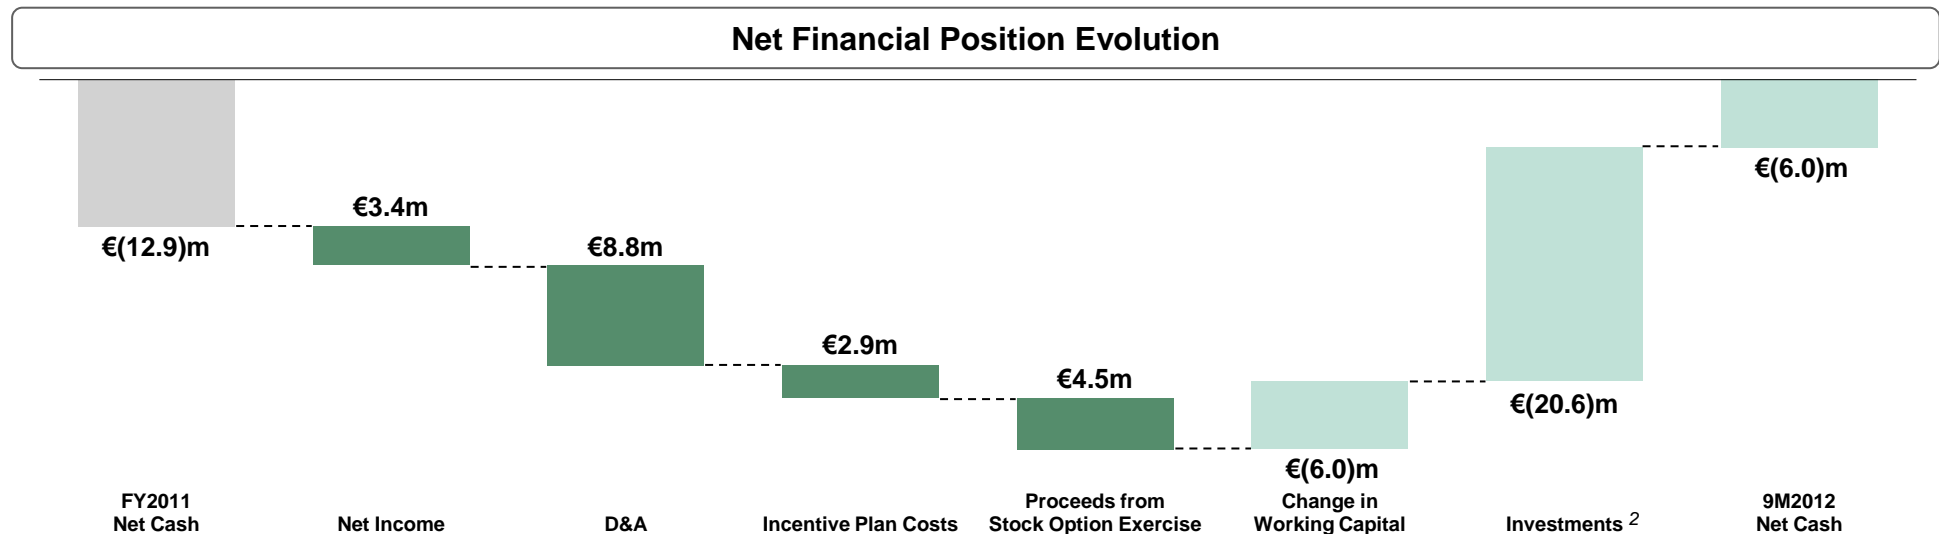 Net Financial Position Evolution
€(12.9)m
€3.4m
€8.8m
€2.9m
€4.5m
€(6.0)m
€(20.6)m
€(6.0)m
FY2011
Net Cash
Net Income
D&A
Incentive Plan Costs
Proceeds from
Stock Option Exercise
Change in
Working Capital
Investments 2
9M2012
Net Cash